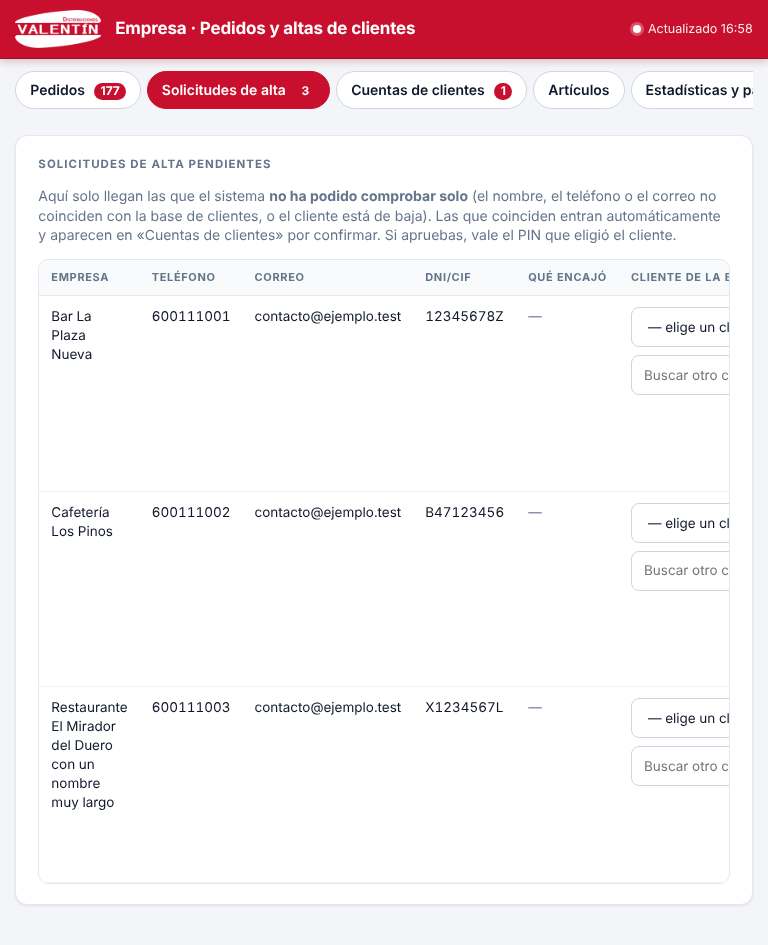 Distribuciones
VALENTÍN
Empresa · Pedidos y altas de clientes
Actualizado 16:58
Pedidos 177
Solicitudes de alta 3
Cuentas de clientes 1
Artículos
Estadísticas y
SOLICITUDES DE ALTA PENDIENTES
Aquí solo llegan las que el sistema no ha podido comprobar solo (el nombre, el teléfono o el correo no
coinciden con la base de clientes, o el cliente está de baja). Las que coinciden entran automáticamente
y aparecen en «Cuentas de clientes» por confirmar. Si apruebas, vale el PIN que eligió el cliente.
EMPRESA TELÉFONO CORREO DNI/CIF QUÉ ENCAJÓ CLIENTE DE LA
Bar La 600111001 contacto@ejemplo.test 12345678Z — — elige un
Plaza
Nueva
Buscar otro
Cafetería 600111002 contacto@ejemplo.test B47123456 — — elige un
Los Pinos
Buscar otro
Restaurante 600111003 contacto@ejemplo.test X1234567L — — elige un
El Mirador
del Duero
con un
nombre
muy largo
Buscar otro